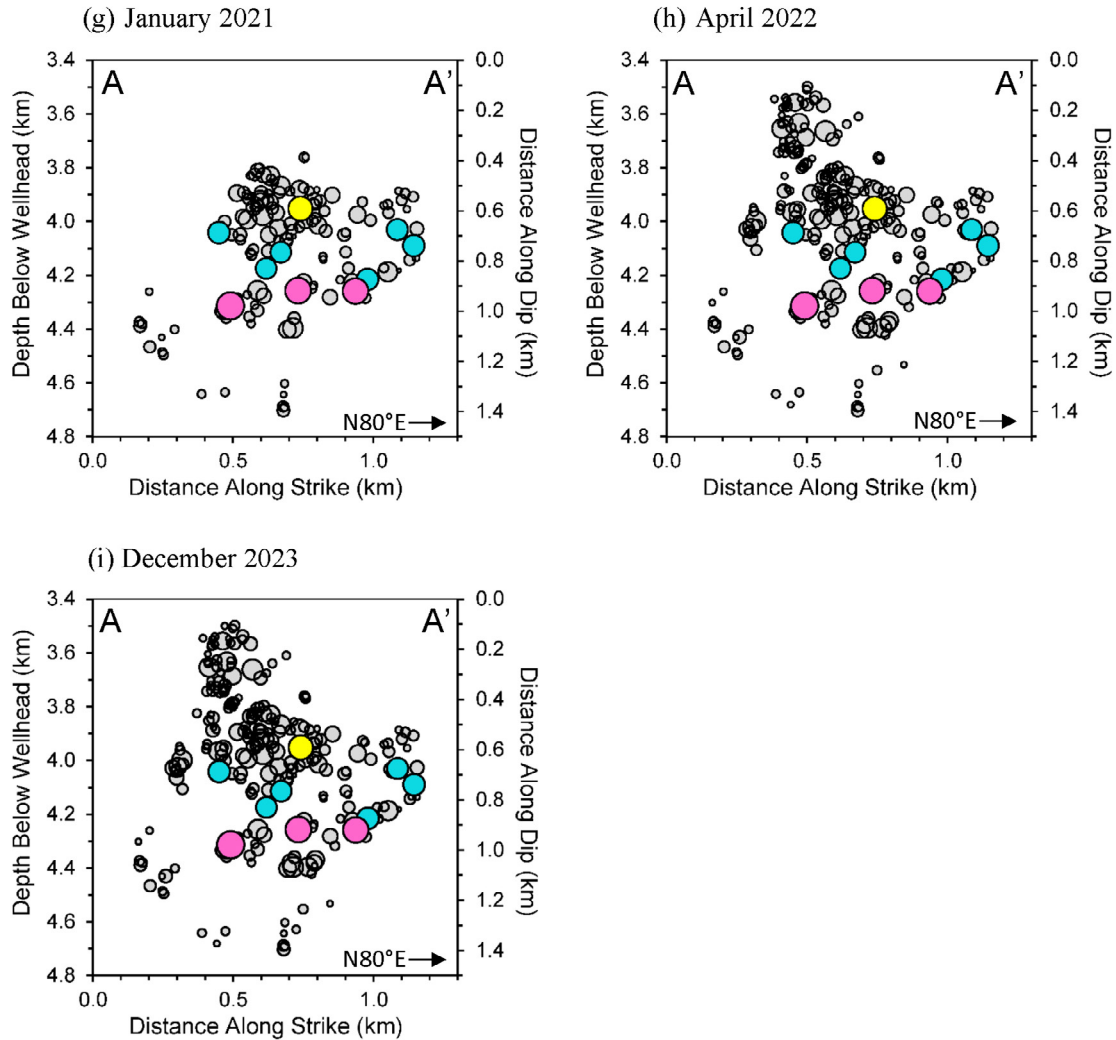 (g) January 2021
(h) April 2022
A A'
3.4
3.6
3.8
4.0
4.2
4.4
4.6
4.8
Depth Below Wellhead (km)
0.0
0.2
0.4
0.6
0.8
1.0
1.2
1.4
Distance Along Dip (km)
N80°E
0.0 0.5 1.0
Distance Along Strike (km)
A A'
3.4
3.6
3.8
4.0
4.2
4.4
4.6
4.8
Depth Below Wellhead (km)
0.0
0.2
0.4
0.6
0.8
1.0
1.2
1.4
Distance Along Dip (km)
N80°E
0.0 0.5 1.0
Distance Along Strike (km)
(i) December 2023
A A'
3.4
3.6
3.8
4.0
4.2
4.4
4.6
4.8
Depth Below Wellhead (km)
0.0
0.2
0.4
0.6
0.8
1.0
1.2
1.4
Distance Along Dip (km)
N80°E
0.0 0.5 1.0
Distance Along Strike (km)